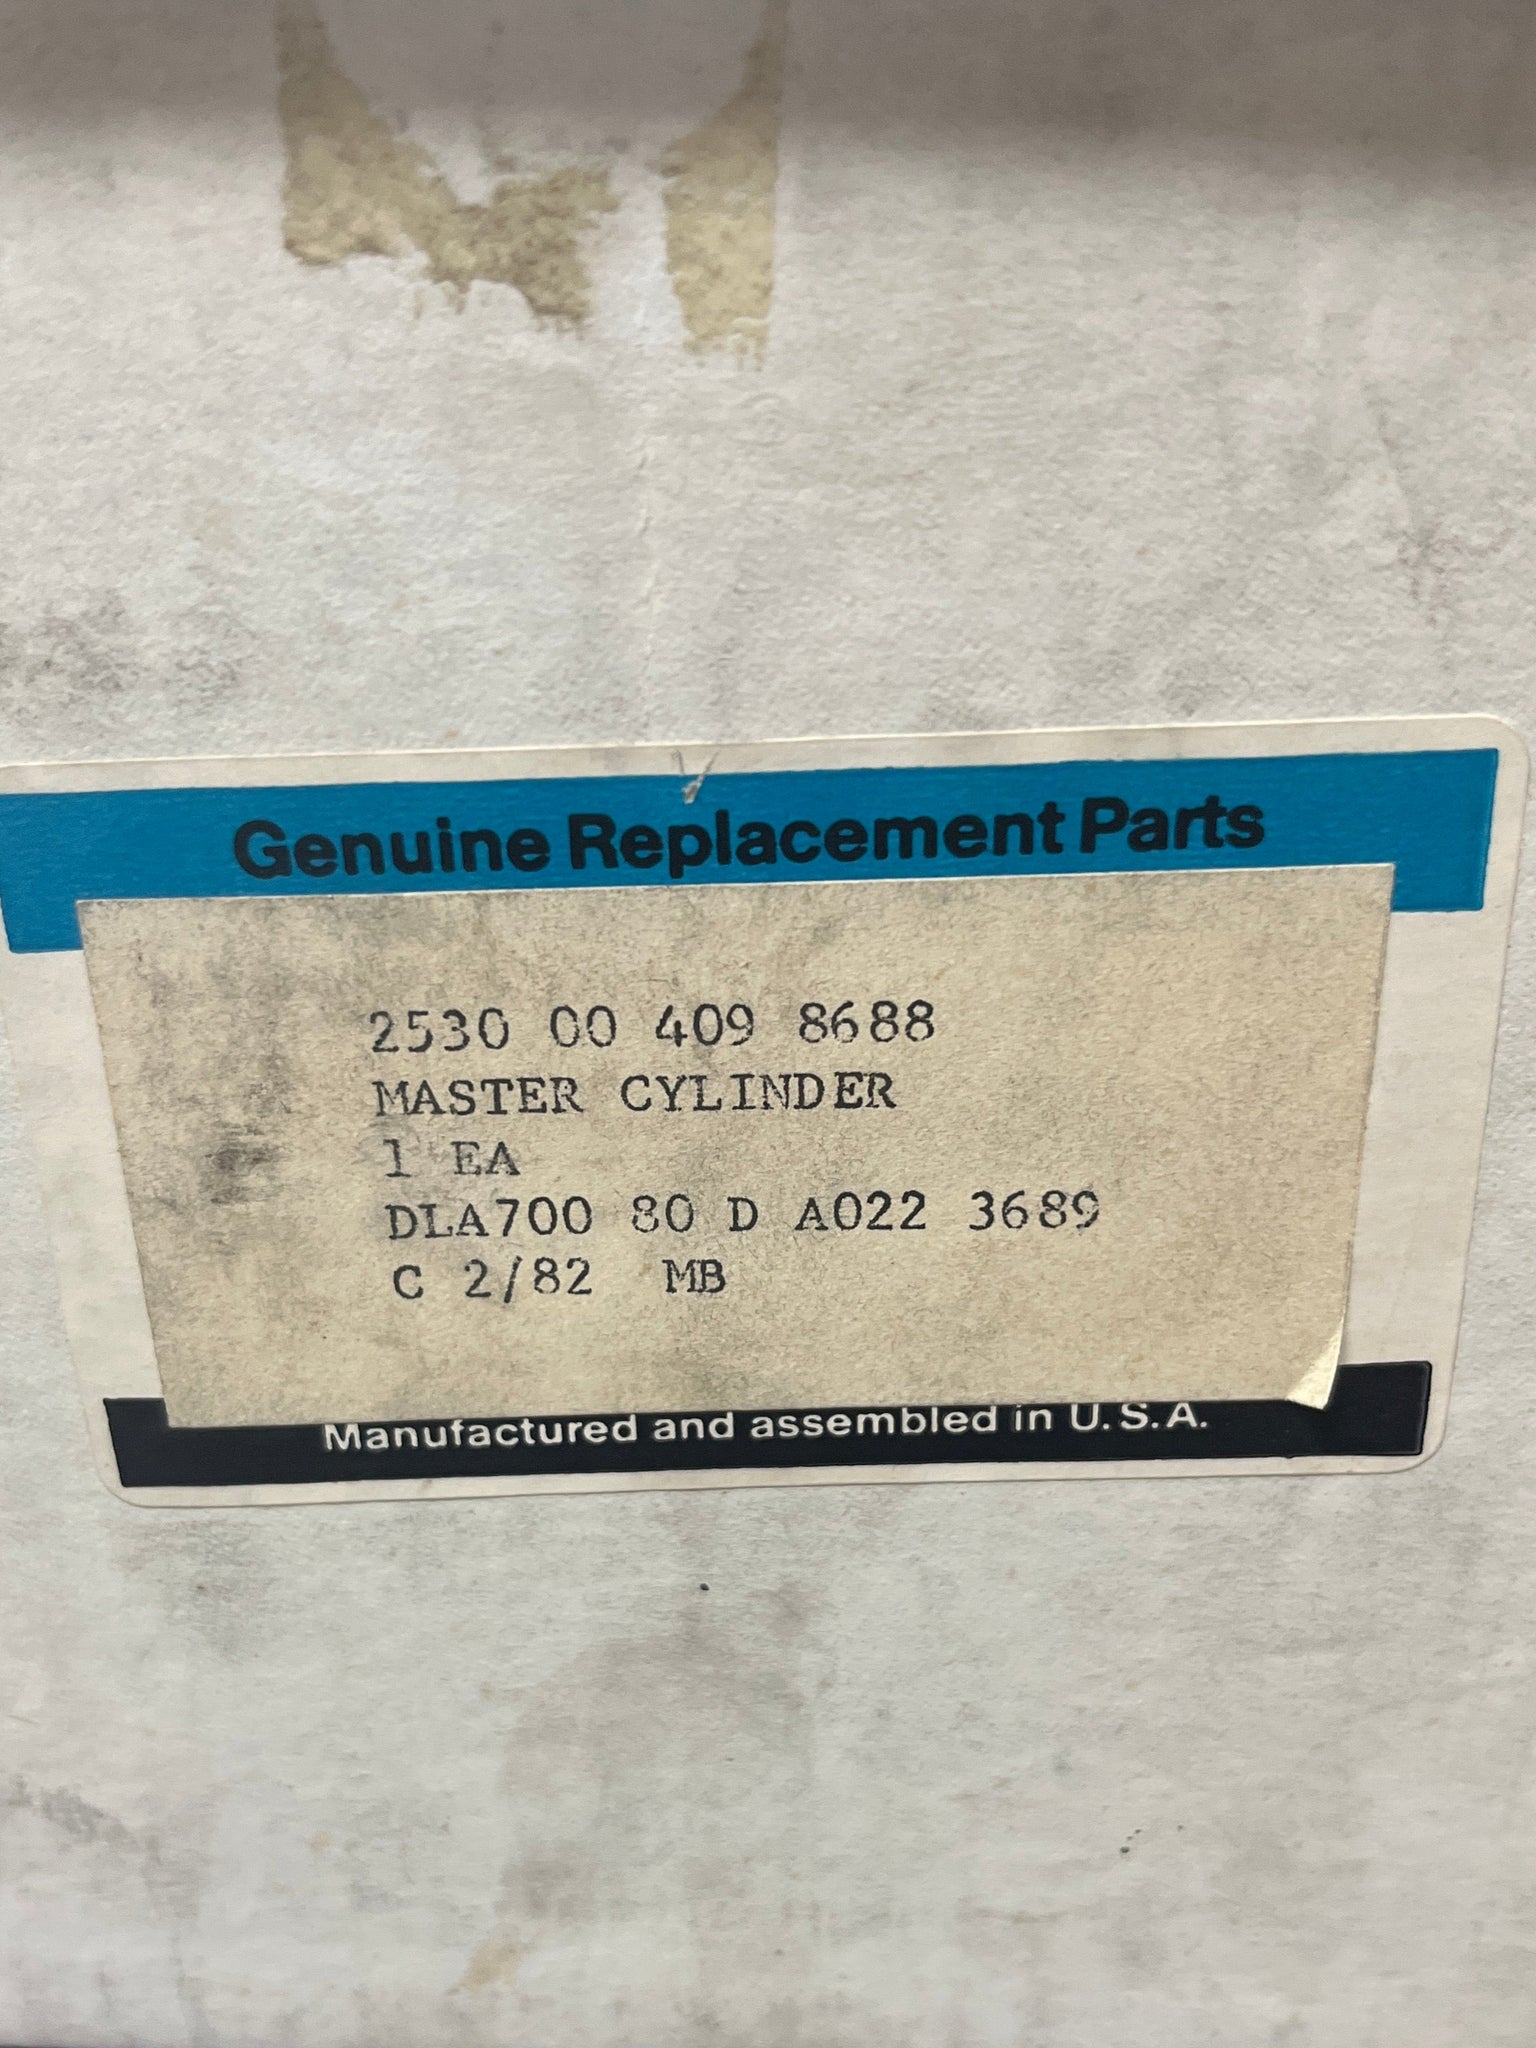 Genuine Replacement Parts
2530 00 409 8688
MASTER CYLINDER
1 EA
DLA700 80 D A022 3689
C 2/82 MB
Manufactured and assembled in U.S.A.